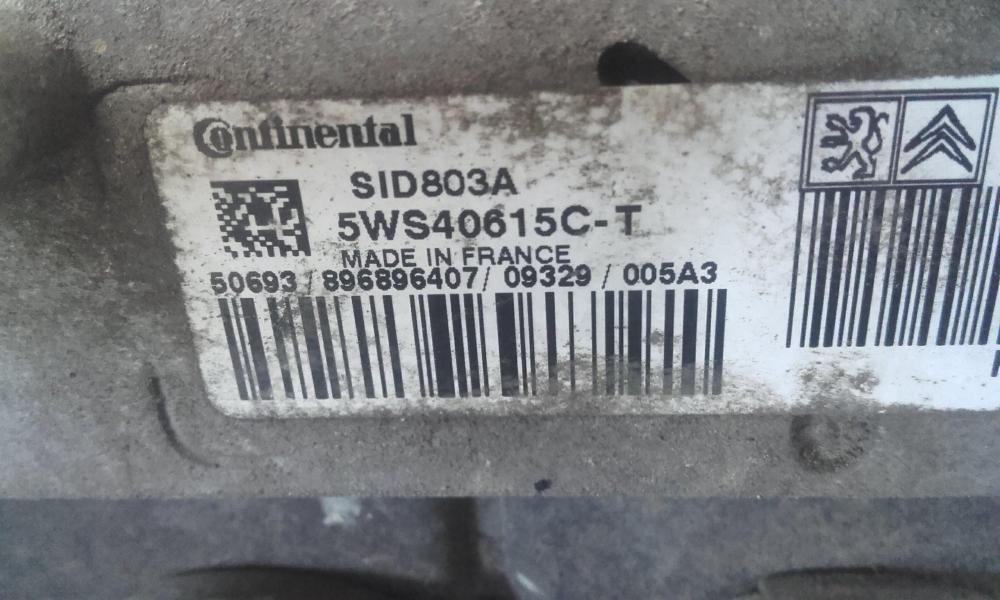 Continental
SID803A
5WS40615C-T
MADE IN FRANCE
50693 / 896896407 / 09329 / 005A3